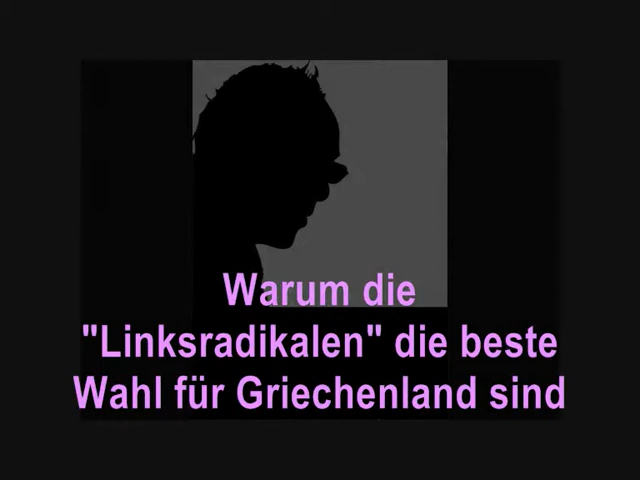 Warum die
"Linksradikalen" die beste
Wahl für Griechenland sind